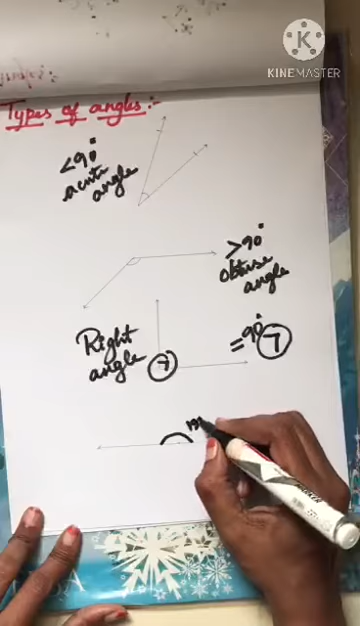 KINEMASTER
Types of angles:-
<90°
acute
angle
>90°
obtuse
angle
Right
angle
=90°